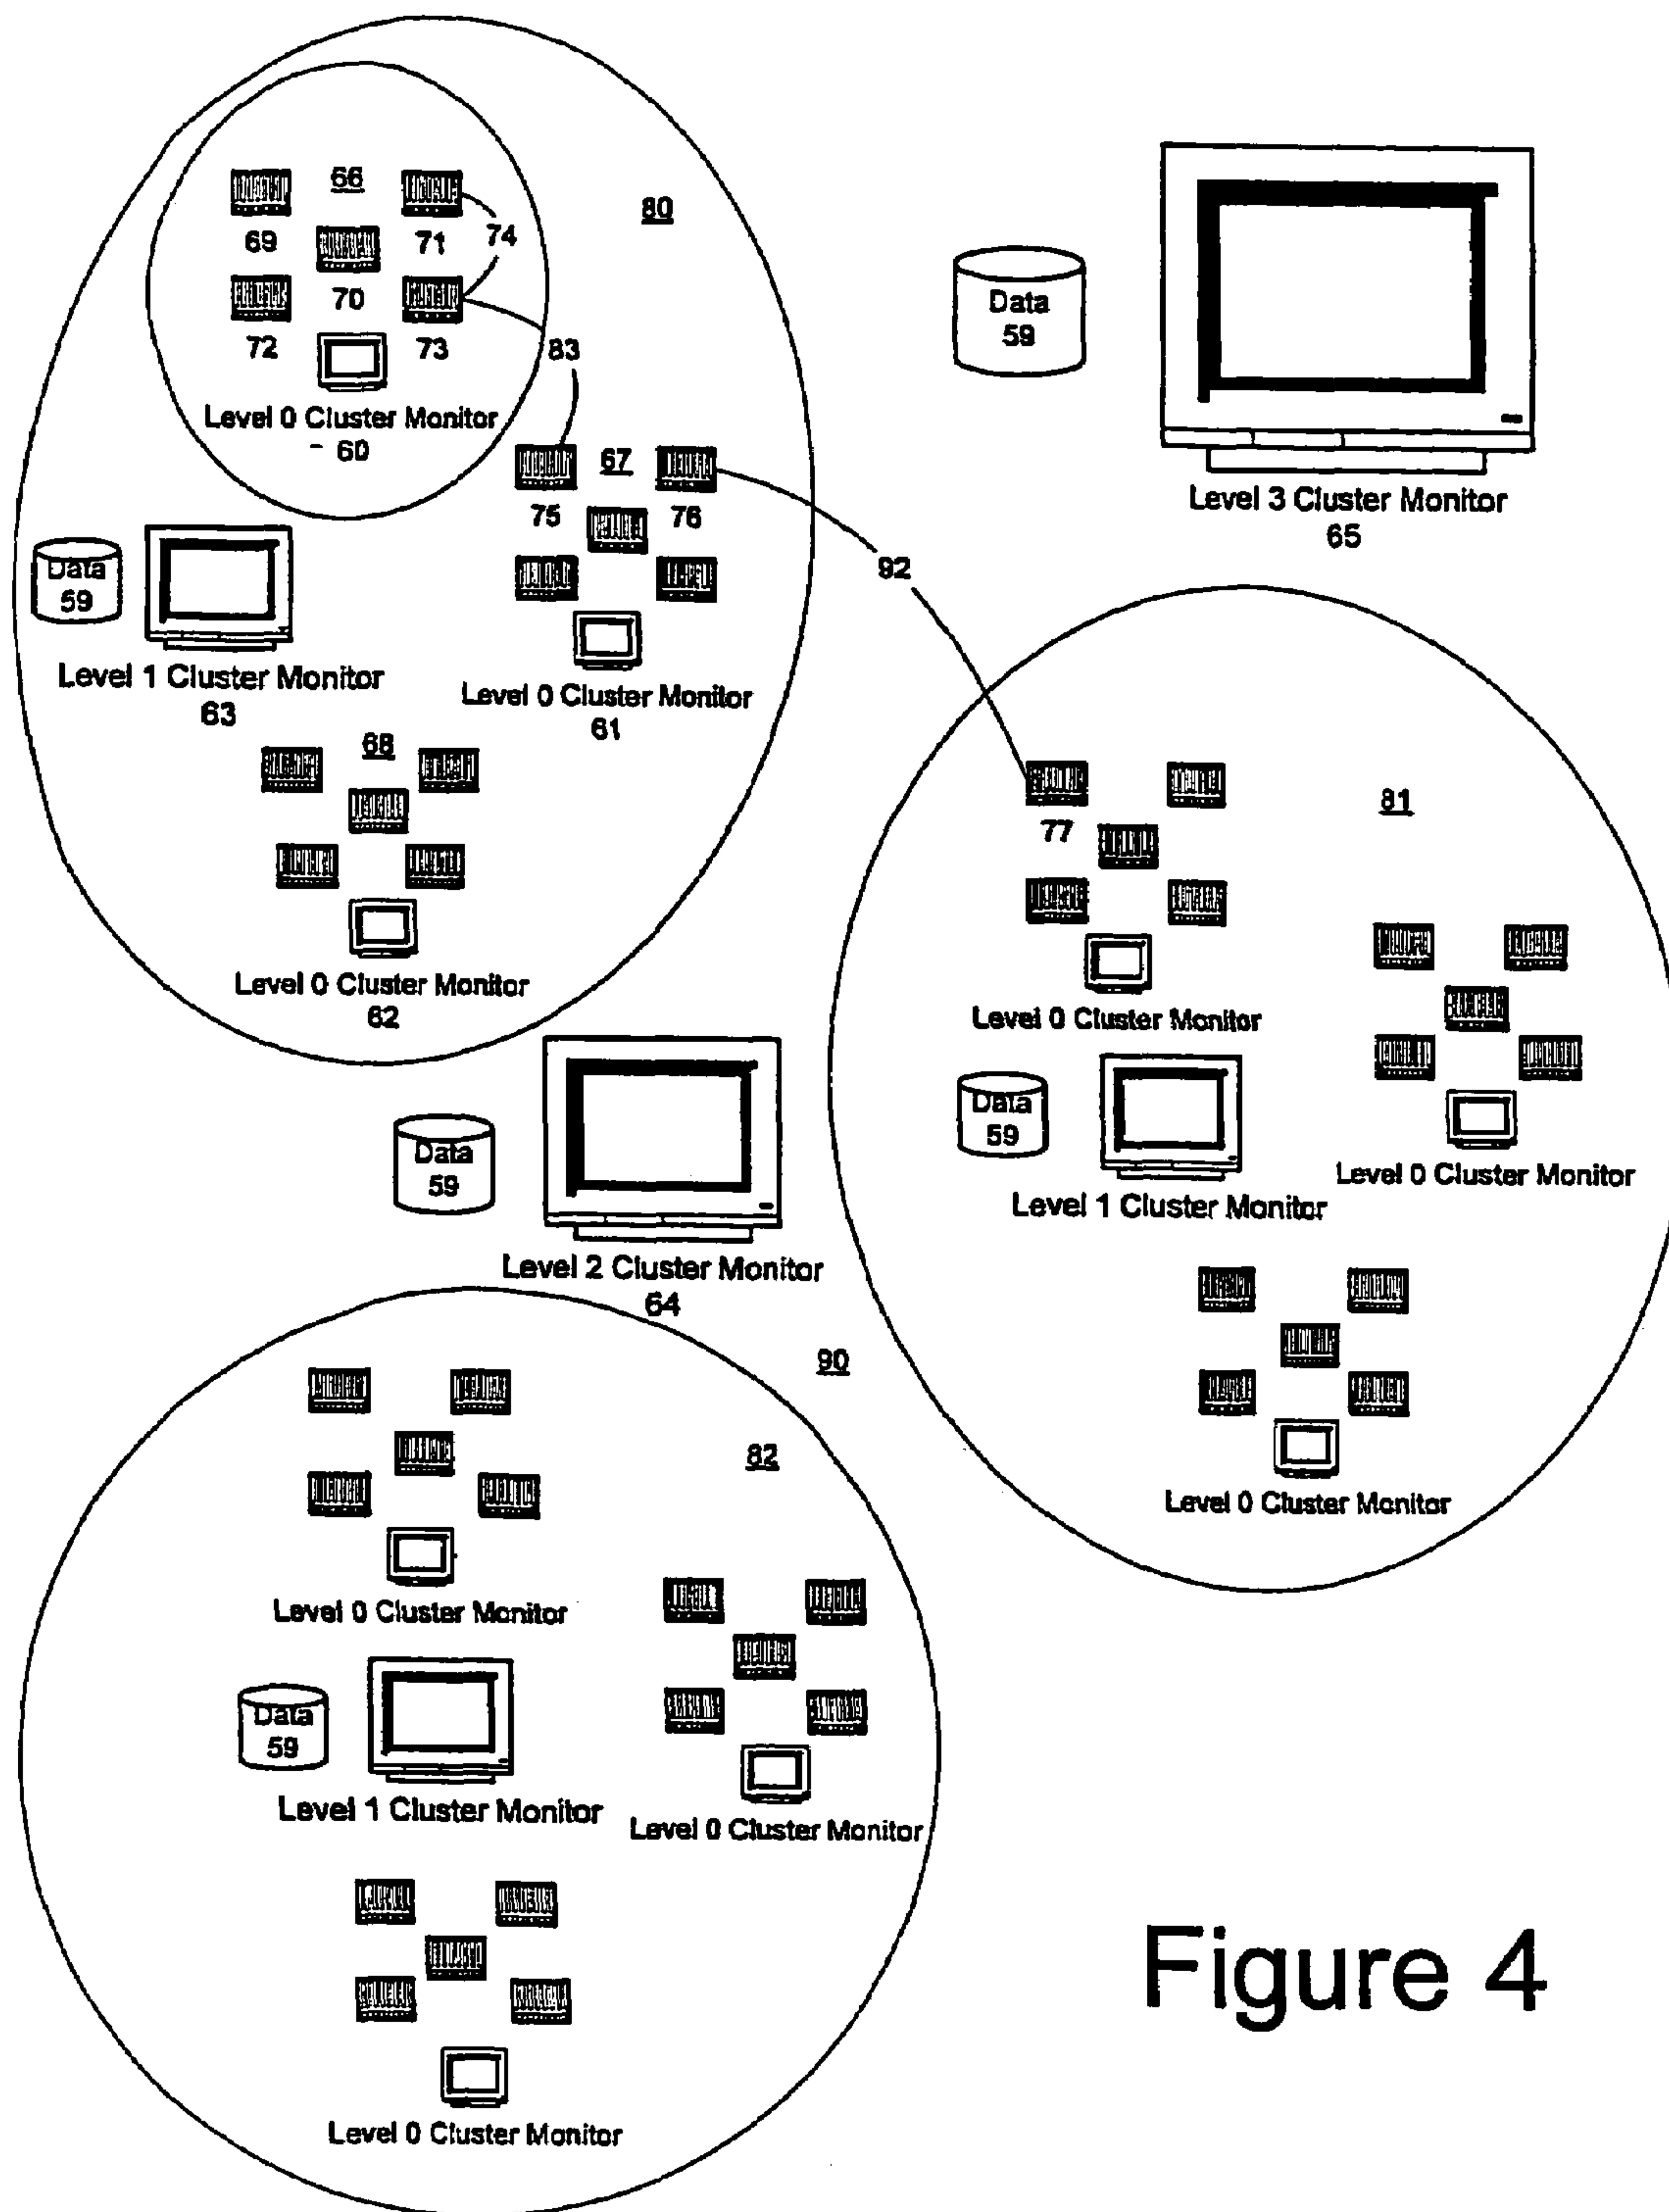 66
80
69
71
74
70
72
73
83
Level 0 Cluster Monitor
60
Data
59
Level 3 Cluster Monitor
65
67
75
76
92
Data
59
Level 1 Cluster Monitor
63
Level 0 Cluster Monitor
61
68
Level 0 Cluster Monitor
62
77
81
Level 0 Cluster Monitor
Data
59
Level 1 Cluster Monitor
Level 0 Cluster Monitor
Level 0 Cluster Monitor
Data
59
Level 2 Cluster Monitor
64
90
82
Level 0 Cluster Monitor
Data
59
Level 1 Cluster Monitor
Level 0 Cluster Monitor
Level 0 Cluster Monitor
Figure 4